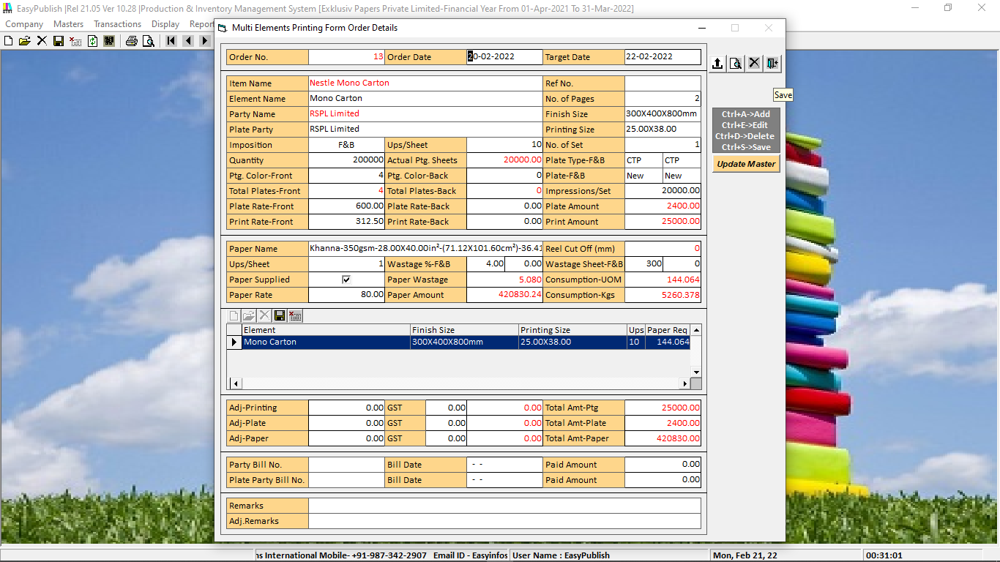 EasyPublish |Rel 21.05 Ver 10.28 |Production & Inventory Management System [Exklusiv Papers Private Limited-Financial Year From 01-Apr-2021 To 31-Mar-2022]
Company Masters Transactions Display Report
Multi Elements Printing Form Order Details
Order No. 13 Order Date 20-02-2022 Target Date 22-02-2022
Save
Ctrl+A->Add
Ctrl+E->Edit
Ctrl+D->Delete
Ctrl+S->Save
Update Master
Item Name Nestle Mono Carton Ref No.
Element Name Mono Carton No. of Pages 2
Party Name RSPL Limited Finish Size 300X400X800mm
Plate Party RSPL Limited Printing Size 25.00X38.00
Imposition F&B Ups/Sheet 10 No. of Set 1
Quantity 200000 Actual Ptg. Sheets 20000.00 Plate Type-F&B CTP CTP
Ptg. Color-Front 4 Ptg. Color-Back 0 Plate-F&B New New
Total Plates-Front 4 Total Plates-Back 0 Impressions/Set 20000.00
Plate Rate-Front 600.00 Plate Rate-Back 0.00 Plate Amount 2400.00
Print Rate-Front 312.50 Print Rate-Back 0.00 Print Amount 25000.00
Paper Name Khanna-350gsm-28.00X40.00in²-(71.12X101.60cm²)-36.41 Reel Cut Off (mm) 0
Ups/Sheet 1 Wastage %-F&B 4.00 0.00 Wastage Sheet-F&B 300 0
Paper Supplied Paper Wastage 5.080 Consumption-UOM 144.064
Paper Rate 80.00 Paper Amount 420830.24 Consumption-Kgs 5260.378
Element Finish Size Printing Size Ups Paper Req
Mono Carton 300X400X800mm 25.00X38.00 10 144.064
Adj-Printing 0.00 GST 0.00 0.00 Total Amt-Ptg 25000.00
Adj-Plate 0.00 GST 0.00 0.00 Total Amt-Plate 2400.00
Adj-Paper 0.00 GST 0.00 0.00 Total Amt-Paper 420830.00
Party Bill No. Bill Date - - Paid Amount 0.00
Plate Party Bill No. Bill Date - - Paid Amount 0.00
Remarks
Adj.Remarks
ns International Mobile- +91-987-342-2907 Email ID - Easyinfos User Name : EasyPublish Mon, Feb 21, 22 00:31:01